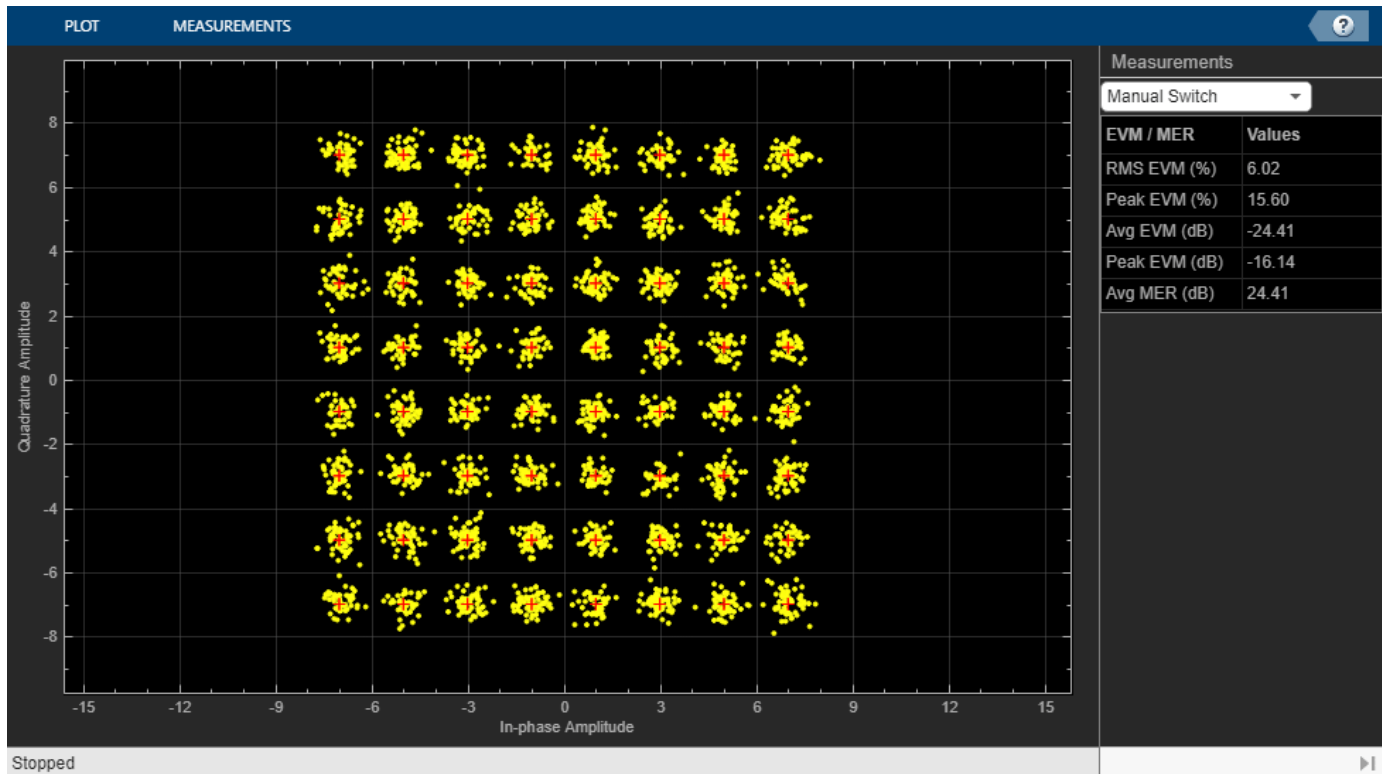 PLOT MEASUREMENTS ?
Measurements
Manual Switch
EVM / MER Values
RMS EVM (%) 6.02
Peak EVM (%) 15.60
Avg EVM (dB) -24.41
Peak EVM (dB) -16.14
Avg MER (dB) 24.41
Quadrature Amplitude
8
6
4
2
0
-2
-4
-6
-8
-15 -12 -9 -6 -3 0 3 6 9 12 15
In-phase Amplitude
Stopped